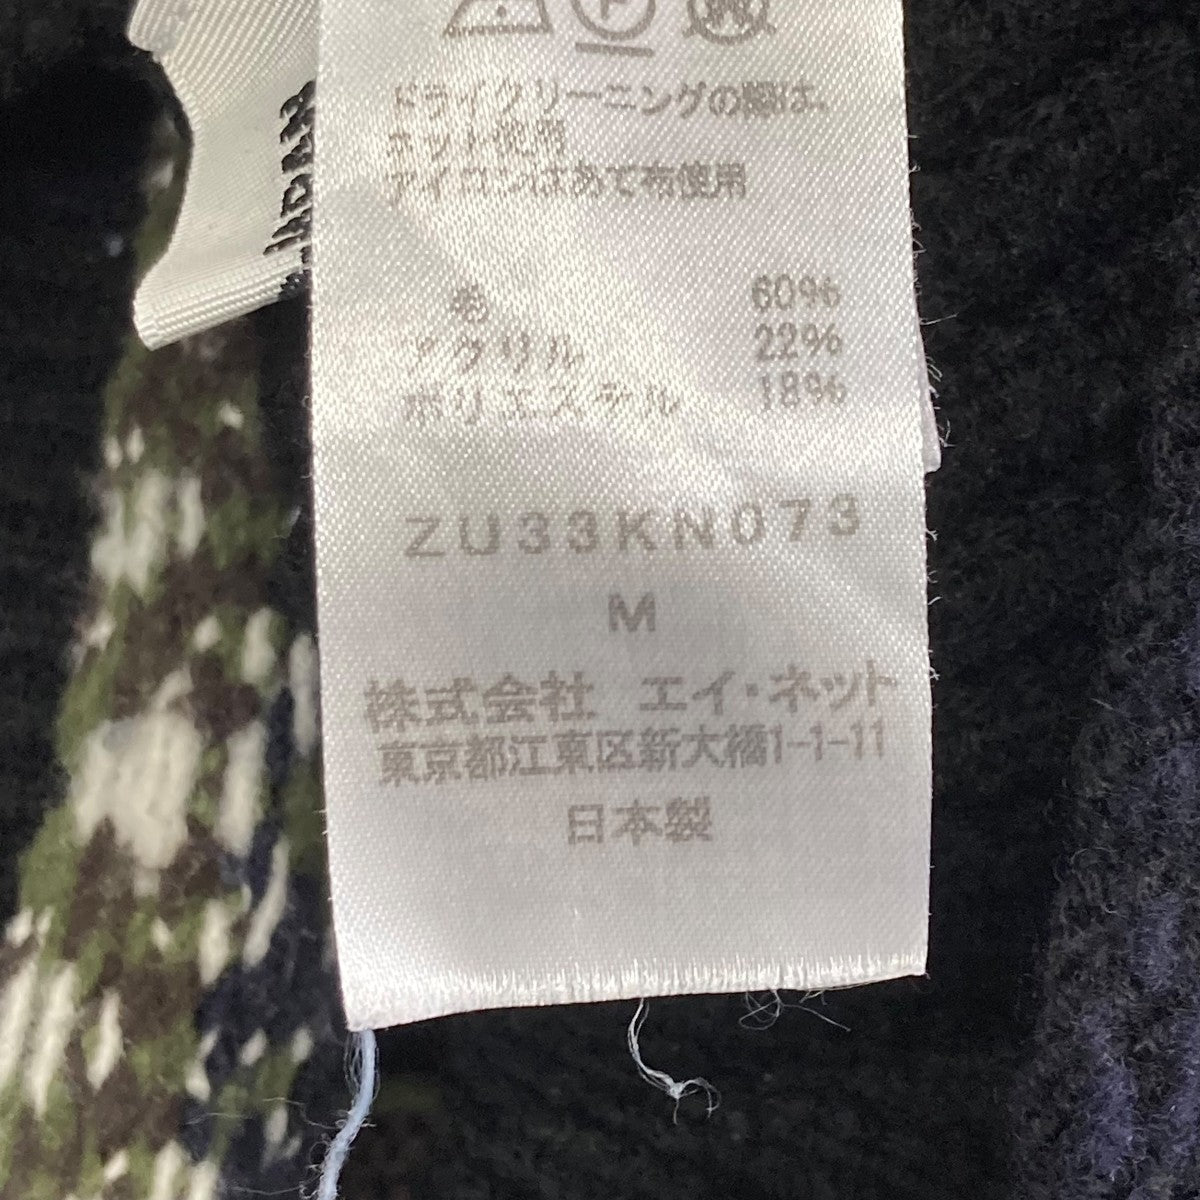 P
W
ドライクリーニングの際は、
ネット使用
アイロンはあて布使用
毛 60%
アクリル 22%
ポリエステル 18%
ZU33KN073
M
株式会社 エイ・ネット
東京都江東区新大橋1-1-11
日本製